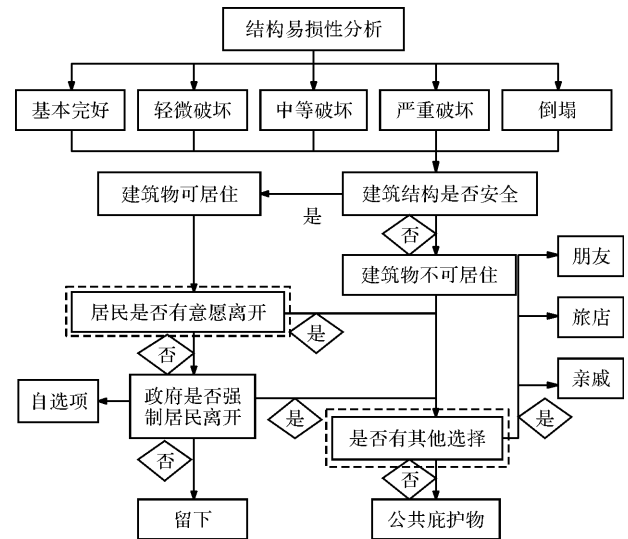 结构易损性分析
基本完好
轻微破坏
中等破坏
严重破坏
倒塌
建筑物可居住
是
建筑结构是否安全
否
朋友
建筑物不可居住
居民是否有意愿离开
是
旅店
否
自选项
政府是否强
制居民离开
是
亲戚
是否有其他选择
是
否
否
留下
公共庇护物